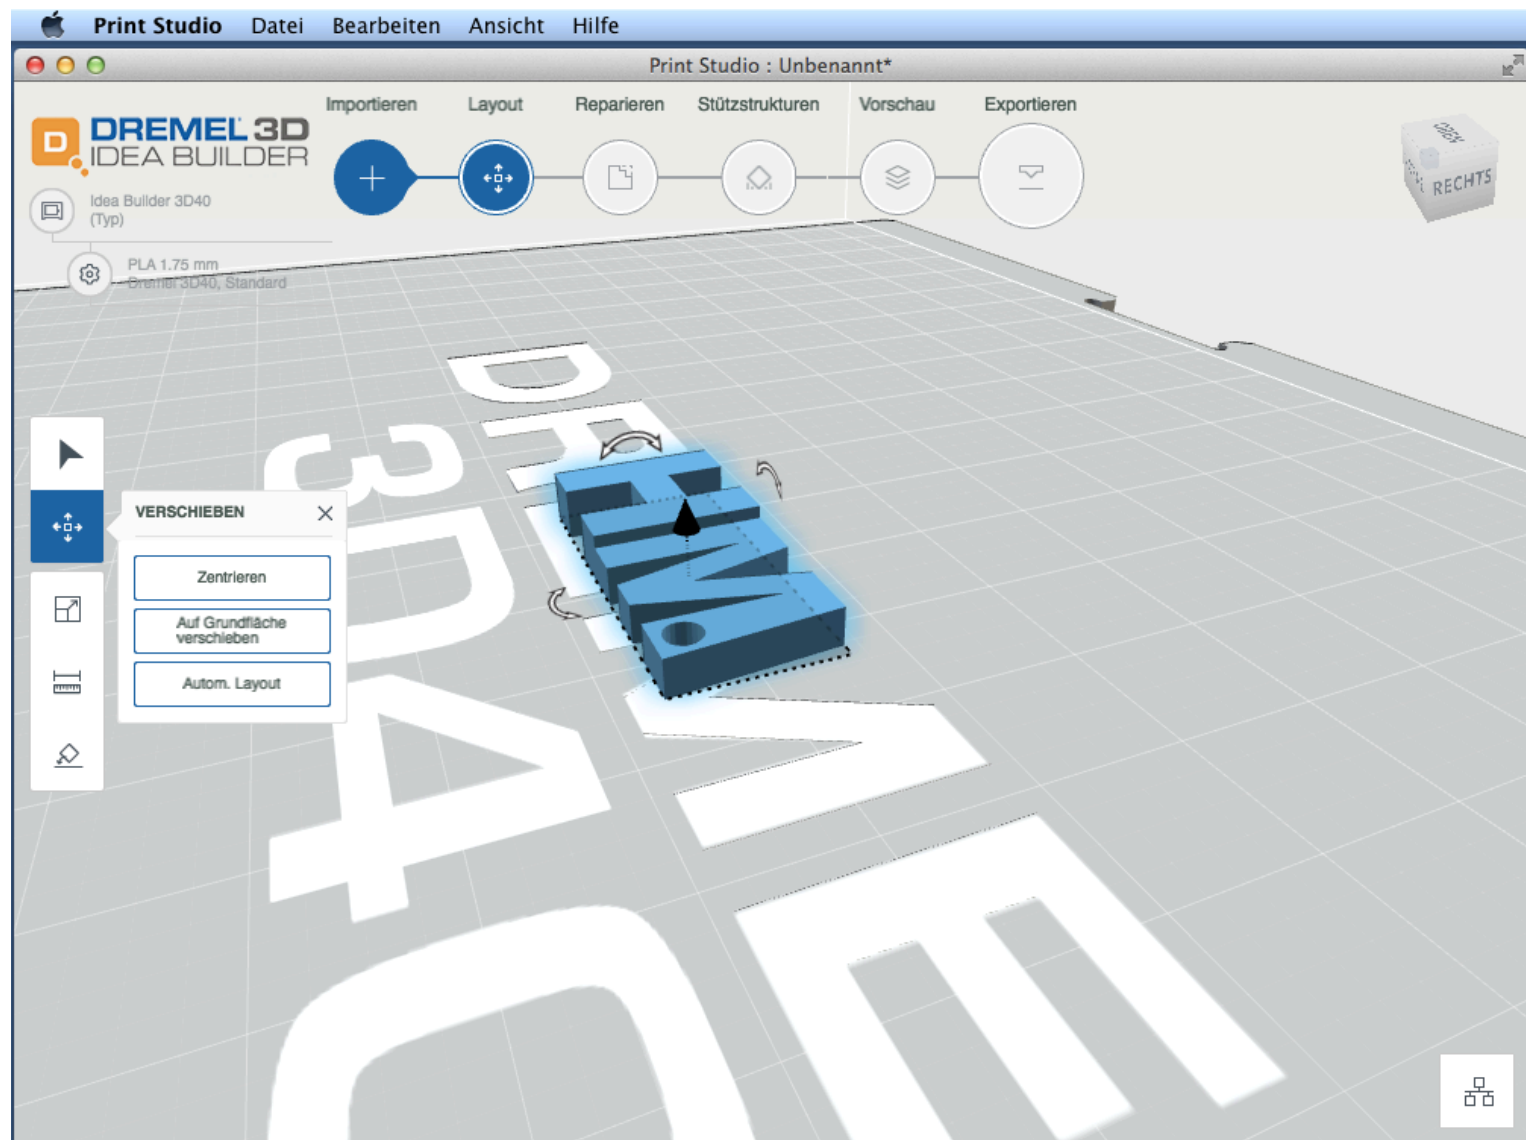 Print Studio Datei Bearbeiten Ansicht Hilfe
Print Studio : Unbenannt*
Importieren Layout Reparieren Stützstrukturen Vorschau Exportieren
DREMEL 3D
IDEA BUILDER
Idea Builder 3D40
(Typ)
PLA 1.75 mm
Dremel 3D40, Standard
OBEN
RECHTS
VERSCHIEBEN
Zentrieren
Auf Grundfläche
verschieben
Autom. Layout
3D40